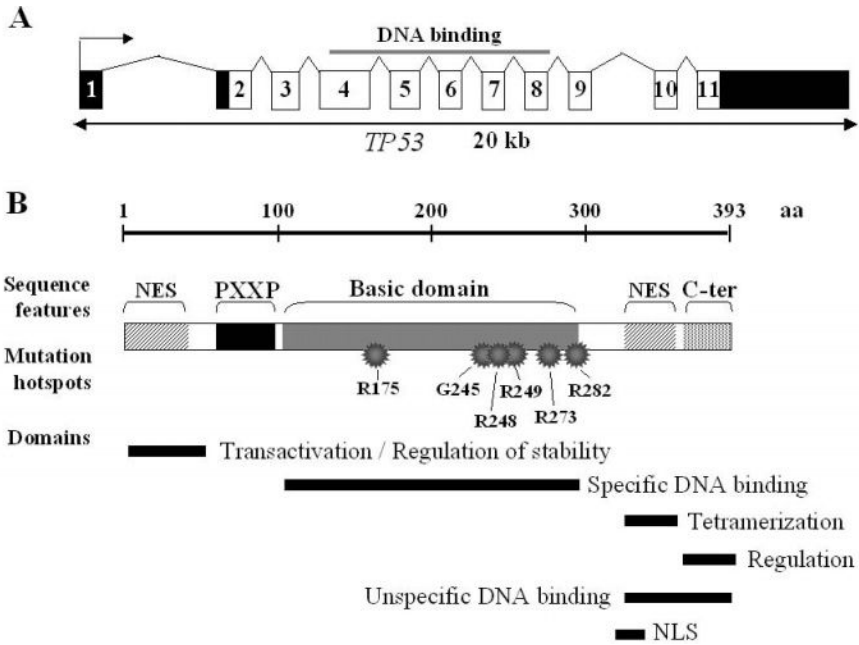 A
DNA binding
1 2 3 4 5 6 7 8 9 10 11
TP53 20 kb
B
1 100 200 300 393 aa
Sequence features
NES PXXP Basic domain NES C-ter
Mutation hotspots
R175 G245 R248 R249 R273 R282
Domains
Transactivation / Regulation of stability
Specific DNA binding
Tetramerization
Regulation
Unspecific DNA binding
NLS